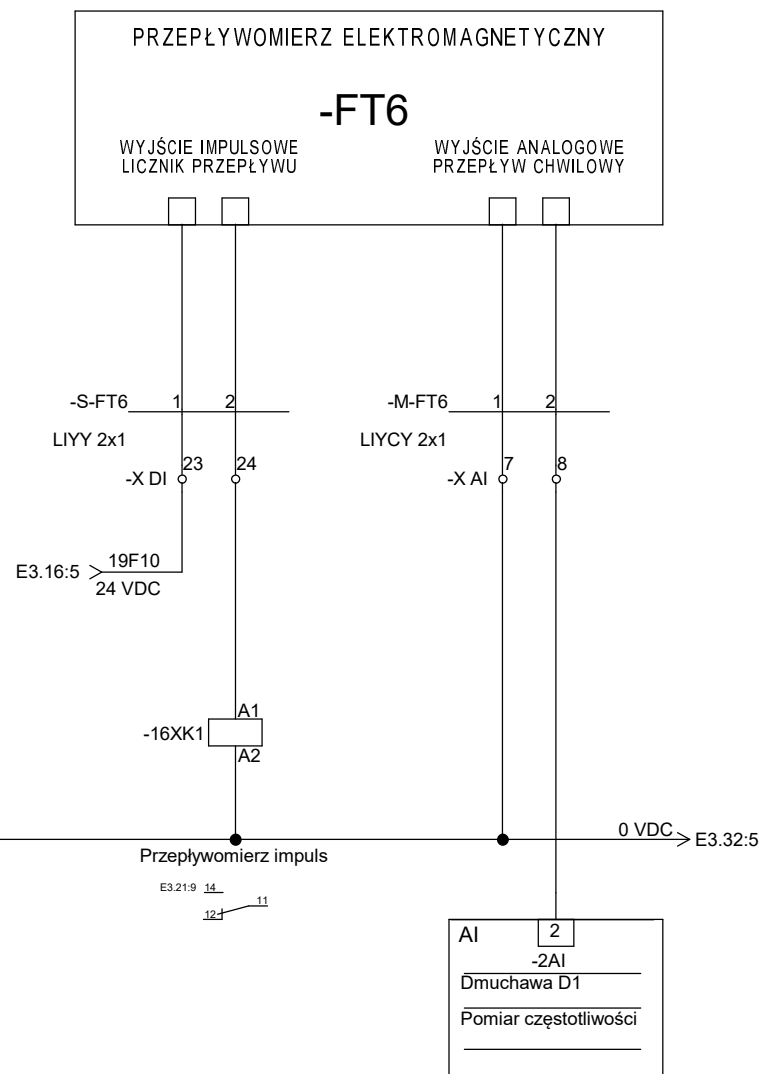 PRZEPŁYWOMIERZ ELEKTROMAGNETYCZNY
-FT6
WYJŚCIE IMPULSOWE
LICZNIK PRZEPŁYWU
WYJŚCIE ANALOGOWE
PRZEPŁYW CHWILOWY
-S-FT6 1 2
-M-FT6 1 2
LIYY 2x1
LIYCY 2x1
-X DI 23 24
-X AI 7 8
E3.16:5 19F10
24 VDC
A1
-16XK1
A2
0 VDC E3.32:5
Przepływomierz impuls
E3.21:9 14
11
12
AI 2
-2AI
Dmuchawa D1
Pomiar częstotliwości